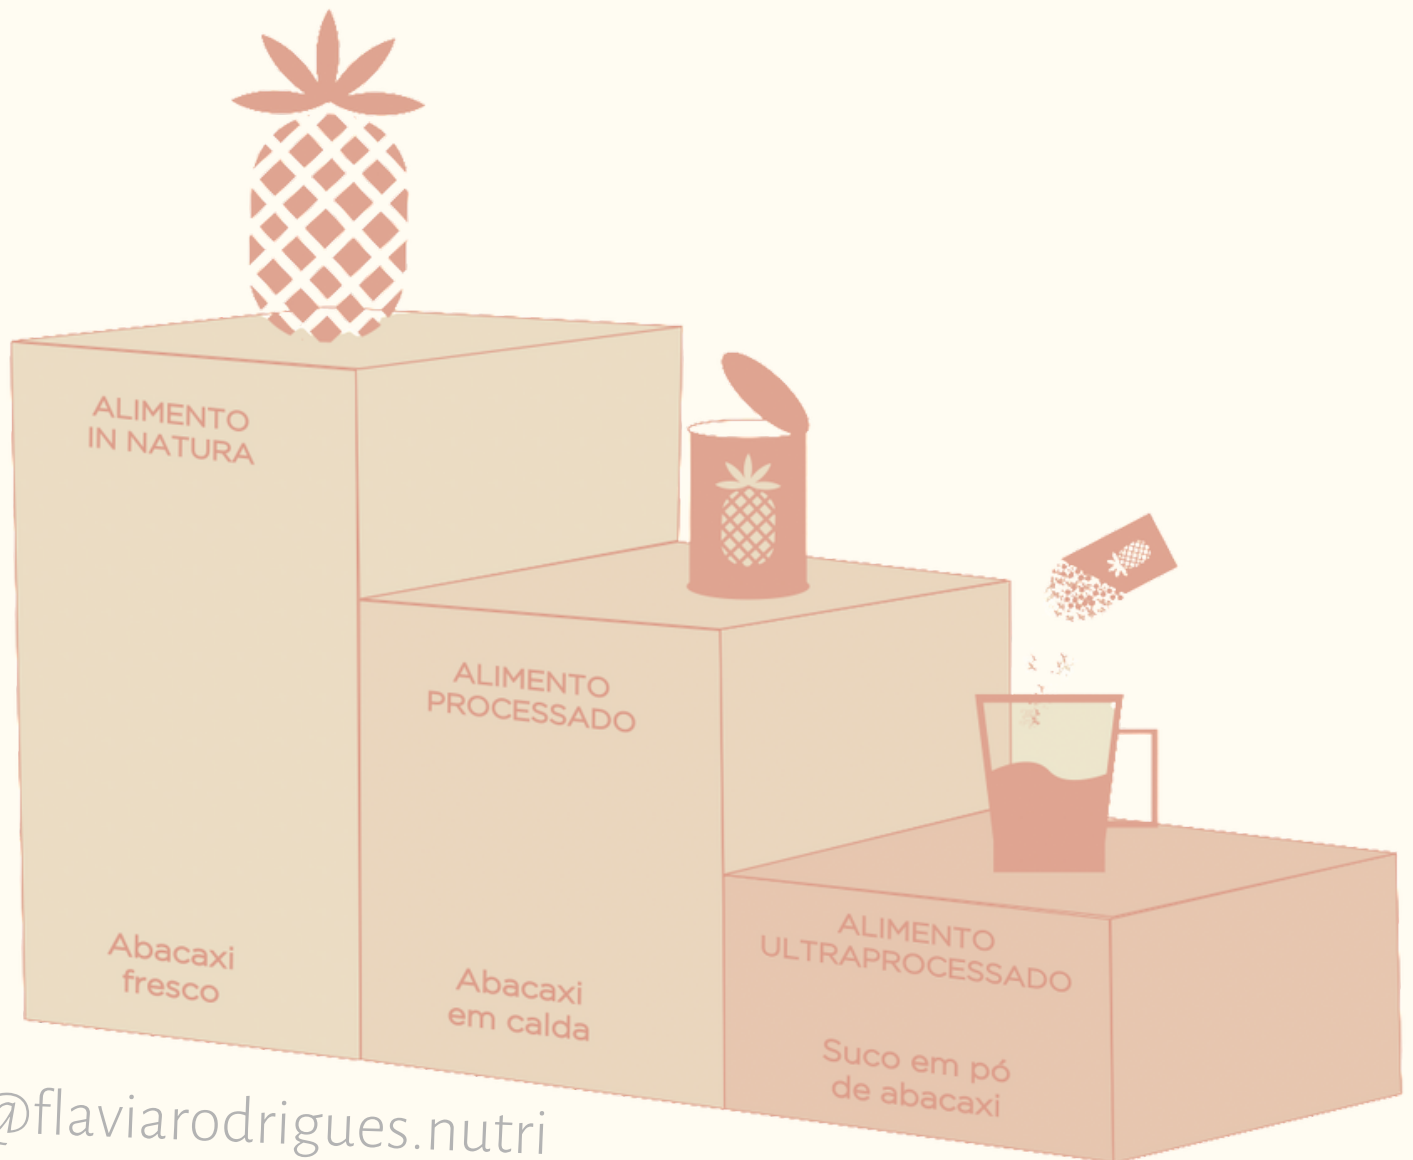 ALIMENTO
IN NATURA
Abacaxi
fresco
ALIMENTO
PROCESSADO
Abacaxi
em calda
ALIMENTO
ULTRAPROCESSADO
Suco em pó
de abacaxi
@flaviarodrigues.nutri